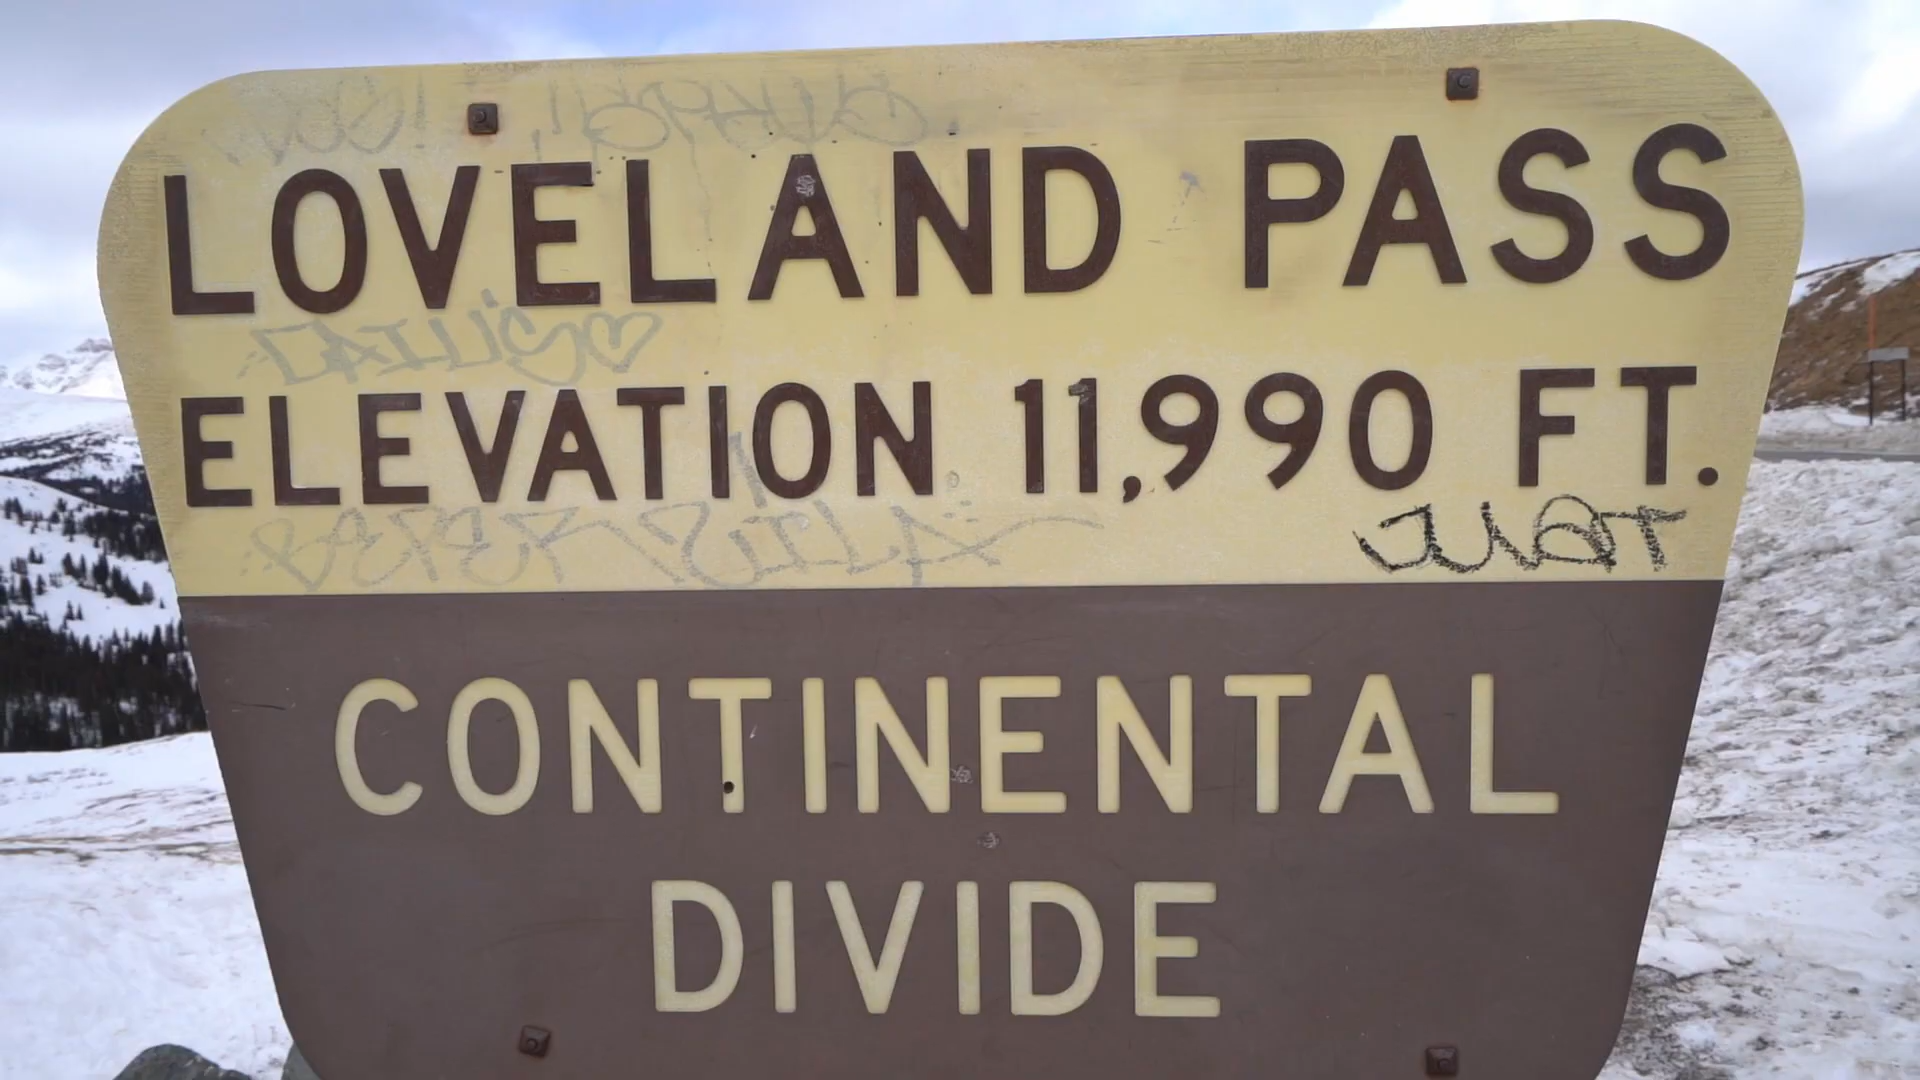 LOVELAND PASS
ELEVATION 11,990 FT.
CONTINENTAL
DIVIDE